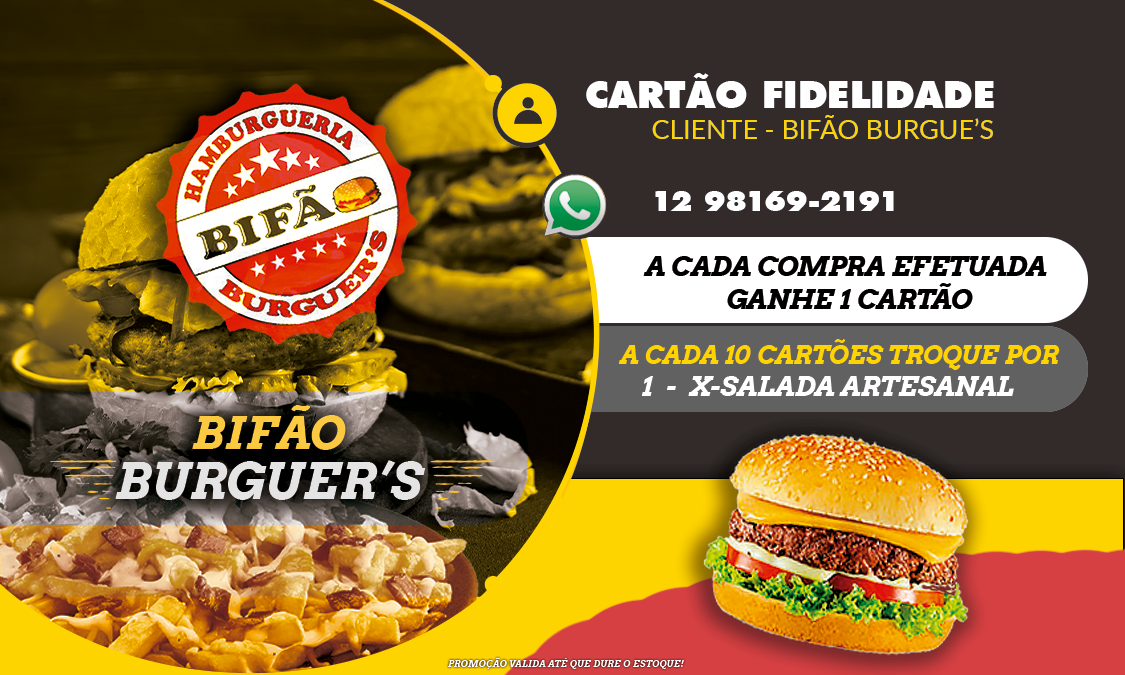 HAMBURGUERIA
BIFÃO
BURGUER'S
BIFÃO
BURGUER'S
CARTÃO FIDELIDADE
CLIENTE - BIFÃO BURGUE'S
12 98169-2191
A CADA COMPRA EFETUADA
GANHE 1 CARTÃO
A CADA 10 CARTÕES TROQUE POR
1 - X-SALADA ARTESANAL
PROMOÇÃO VALIDA ATÉ QUE DURE O ESTOQUE!